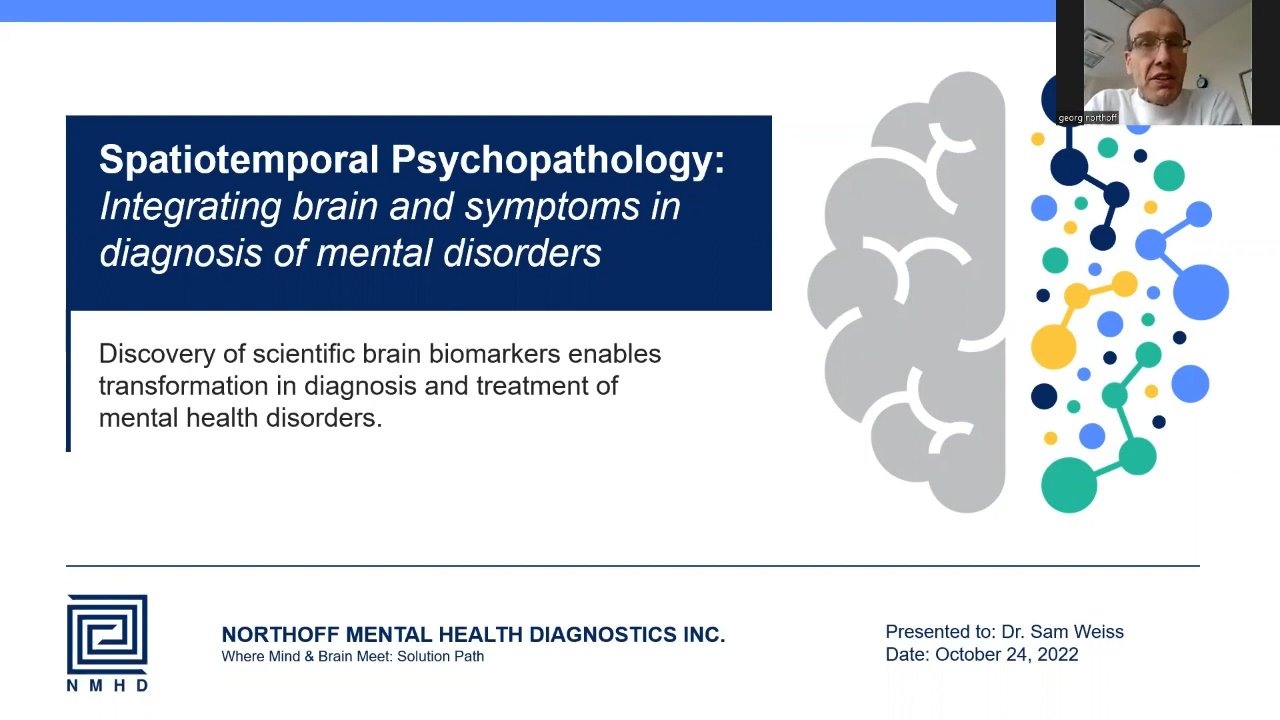 georg northoff
Spatiotemporal Psychopathology:
Integrating brain and symptoms in
diagnosis of mental disorders
Discovery of scientific brain biomarkers enables
transformation in diagnosis and treatment of
mental health disorders.
NMHD
NORTHOFF MENTAL HEALTH DIAGNOSTICS INC.
Where Mind & Brain Meet: Solution Path
Presented to: Dr. Sam Weiss
Date: October 24, 2022